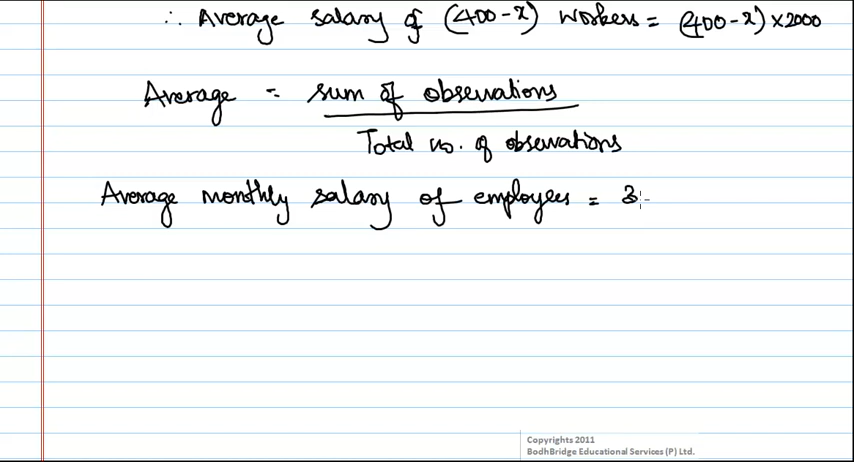 ∴ Average salary of (400-x) workers = (400-x) x 2000
Average = sum of observations
Total no. of observations
Average monthly salary of employees = 3
Copyrights 2011
BodhBridge Educational Services (P) Ltd.